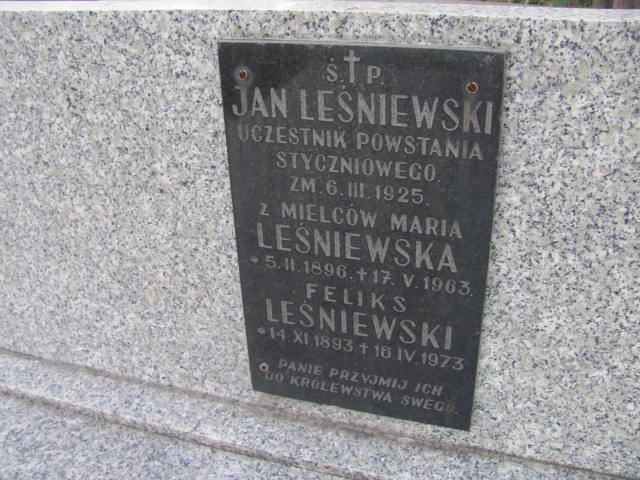 Ś.†P.
JAN LEŚNIEWSKI
UCZESTNIK POWSTANIA
STYCZNIOWEGO.
ZM. 6.III.1925.
Z MIELCÓW MARIA
LEŚNIEWSKA
*5.II.1896.+17.V.1963.
FELIKS
LEŚNIEWSKI
*14.XI.1893+16.IV.1973
PANIE PRZYJMIJ ICH
DO KRÓLEWSTWA SWEGO.